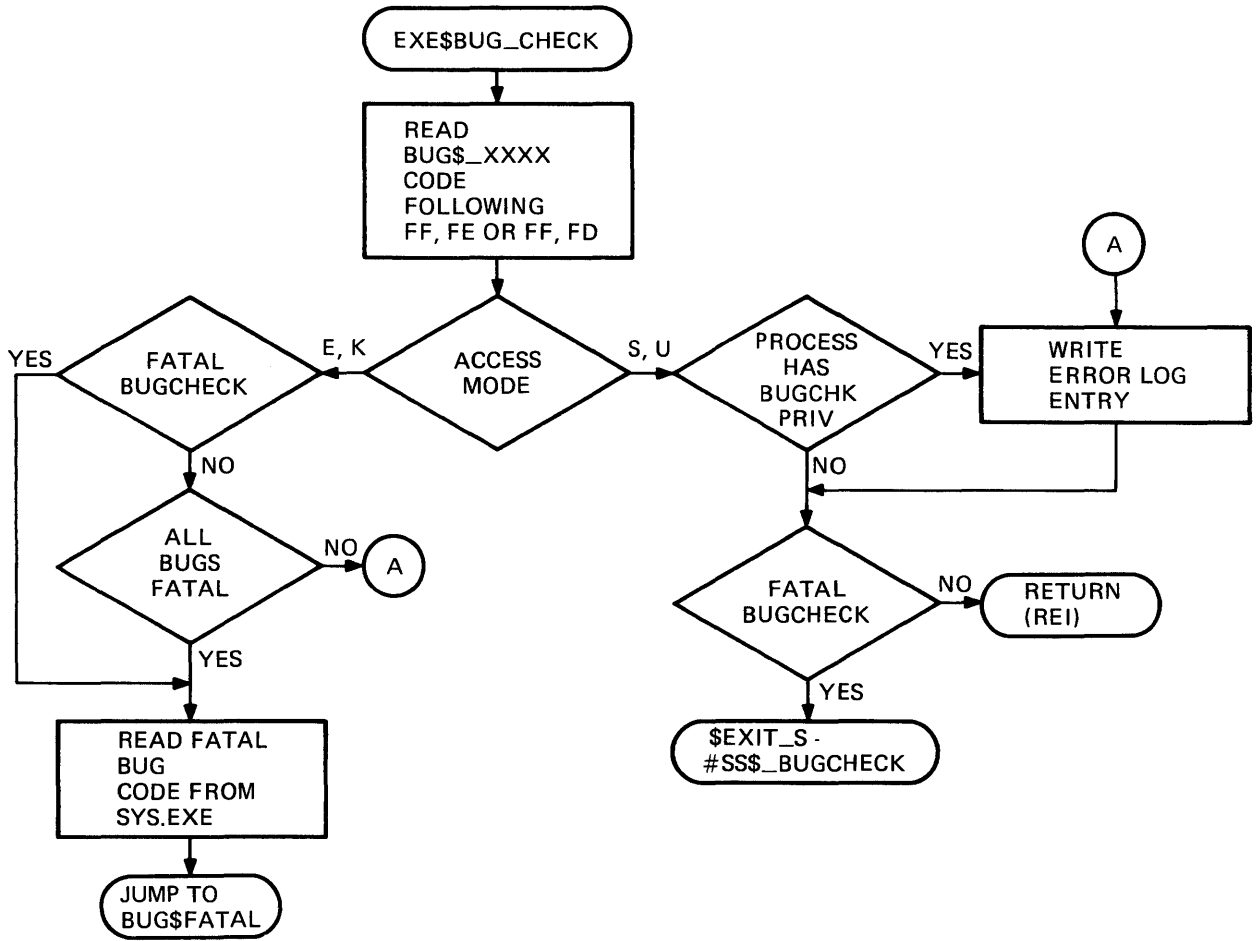 EXE$BUG_CHECK
READ
BUG$_XXXX
CODE
FOLLOWING
FF, FE OR FF, FD
A
YES
FATAL
BUGCHECK
E, K
ACCESS
MODE
S, U
PROCESS
HAS
BUGCHK
PRIV
YES
WRITE
ERROR LOG
ENTRY
NO
NO
ALL
BUGS
FATAL
NO
A
FATAL
BUGCHECK
NO
RETURN
(REI)
YES
YES
READ FATAL
BUG
CODE FROM
SYS.EXE
$EXIT_S -
#SS$_BUGCHECK
JUMP TO
BUG$FATAL